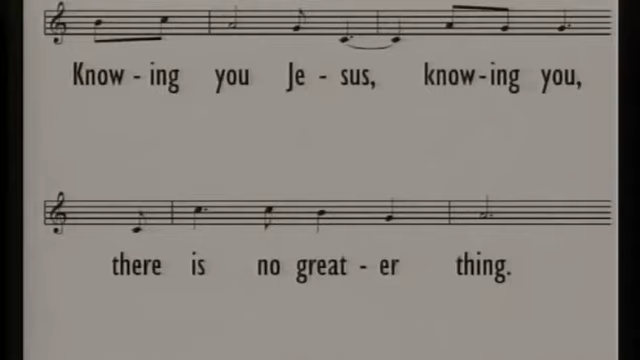 Know - ing you Je - sus, know-ing you,
there is no great - er thing.